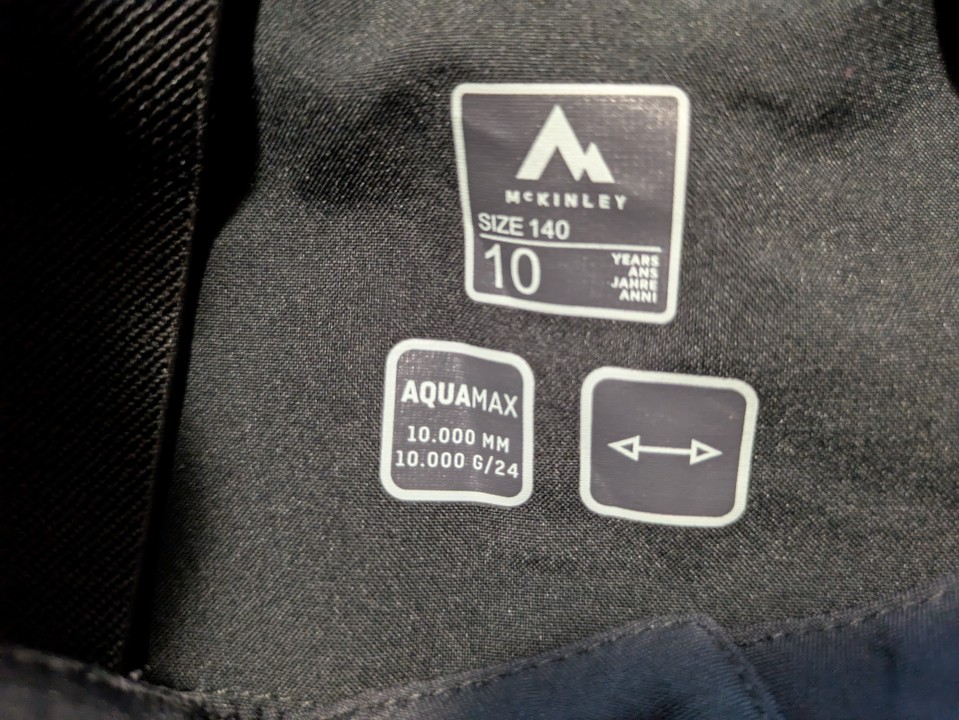 McKINLEY
SIZE 140
10
YEARS
ANS
JAHRE
ANNI
AQUAMAX
10.000 MM
10.000 G/24